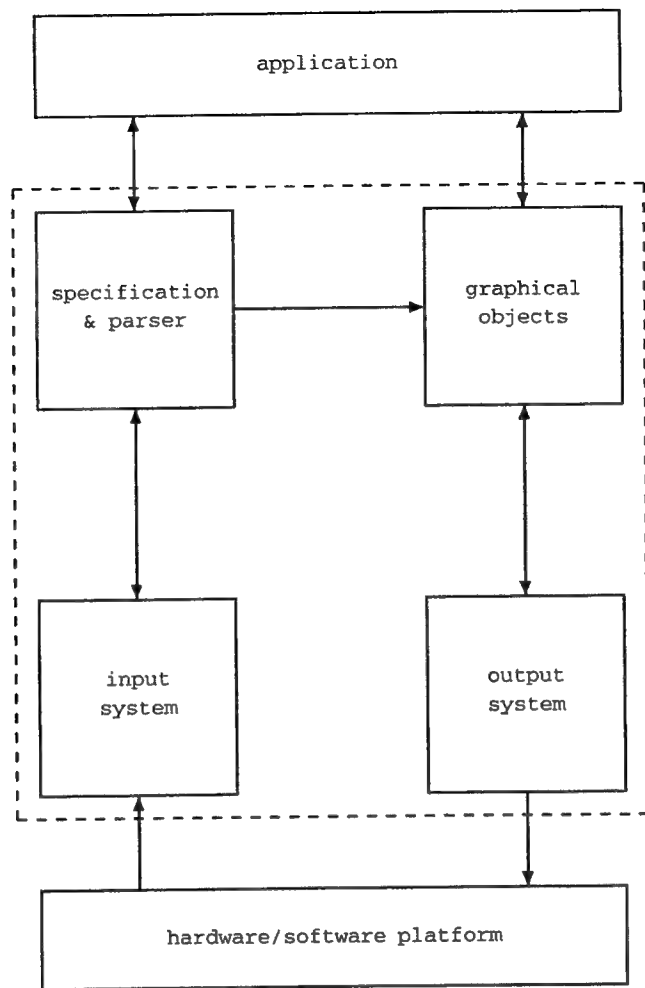 application
specification
& parser
graphical
objects
input
system
output
system
hardware/software platform